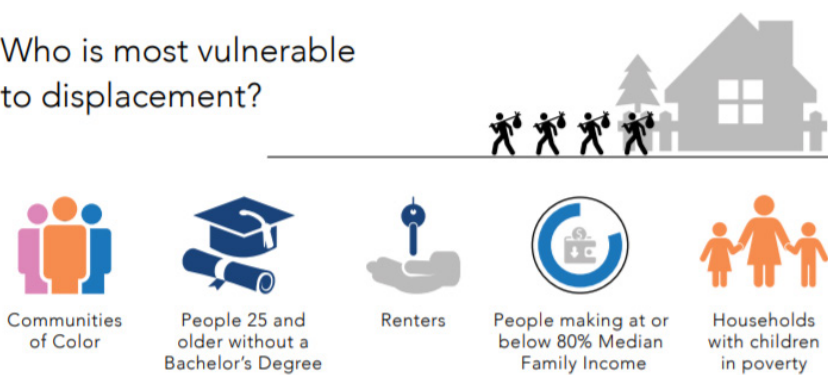 Who is most vulnerable
to displacement?
$
Communities
of Color
People 25 and
older without a
Bachelor's Degree
Renters
People making at or
below 80% Median
Family Income
Households
with children
in poverty